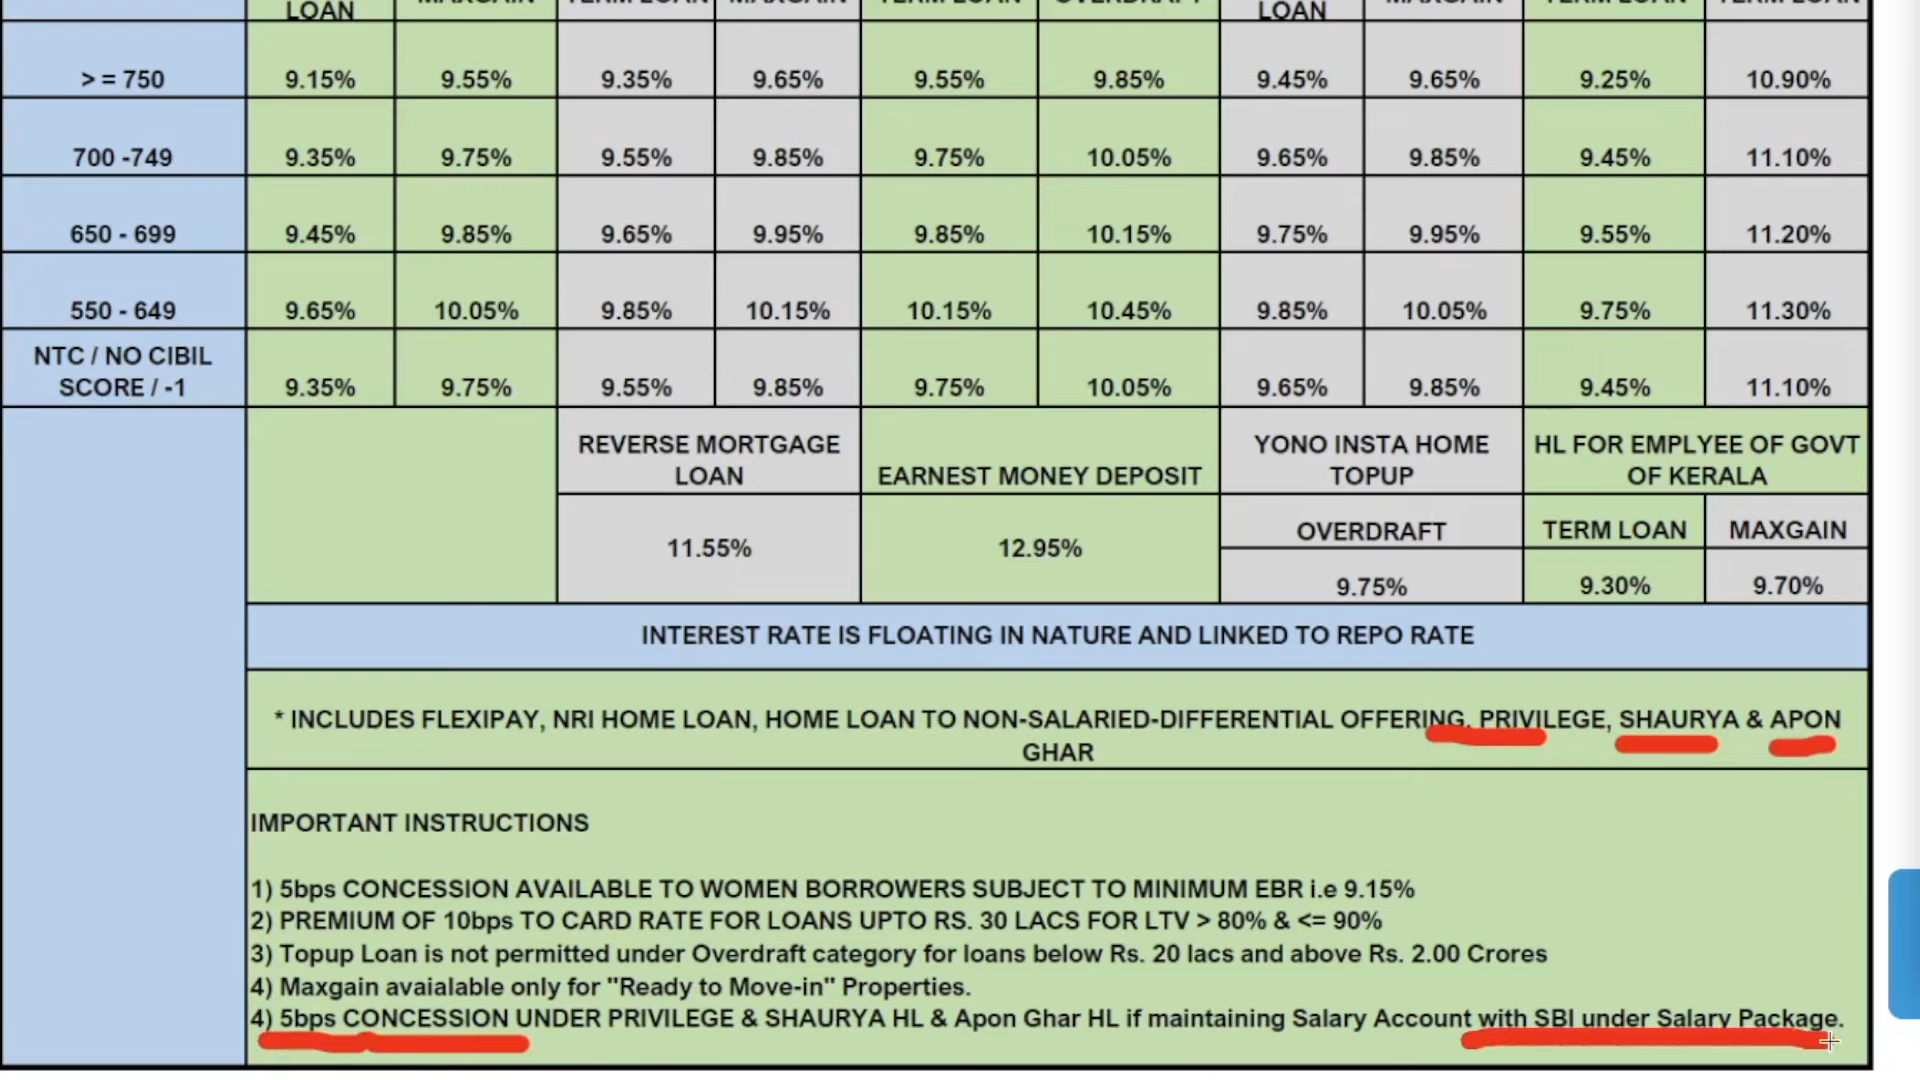 LOAN MAXGAIN TERM LOAN MAXGAIN TERM LOAN OVERDRAFT LOAN MAXGAIN TERM LOAN TERM LOAN
> = 750 9.15% 9.55% 9.35% 9.65% 9.55% 9.85% 9.45% 9.65% 9.25% 10.90%
700 -749 9.35% 9.75% 9.55% 9.85% 9.75% 10.05% 9.65% 9.85% 9.45% 11.10%
650 - 699 9.45% 9.85% 9.65% 9.95% 9.85% 10.15% 9.75% 9.95% 9.55% 11.20%
550 - 649 9.65% 10.05% 9.85% 10.15% 10.15% 10.45% 9.85% 10.05% 9.75% 11.30%
NTC / NO CIBIL
SCORE / -1 9.35% 9.75% 9.55% 9.85% 9.75% 10.05% 9.65% 9.85% 9.45% 11.10%
REVERSE MORTGAGE
LOAN
EARNEST MONEY DEPOSIT
YONO INSTA HOME
TOPUP
HL FOR EMPLYEE OF GOVT
OF KERALA
OVERDRAFT TERM LOAN MAXGAIN
11.55% 12.95%
9.75% 9.30% 9.70%
INTEREST RATE IS FLOATING IN NATURE AND LINKED TO REPO RATE
* INCLUDES FLEXIPAY, NRI HOME LOAN, HOME LOAN TO NON-SALARIED-DIFFERENTIAL OFFERING, PRIVILEGE, SHAURYA & APON
GHAR
IMPORTANT INSTRUCTIONS
1) 5bps CONCESSION AVAILABLE TO WOMEN BORROWERS SUBJECT TO MINIMUM EBR i.e 9.15%
2) PREMIUM OF 10bps TO CARD RATE FOR LOANS UPTO RS. 30 LACS FOR LTV > 80% & <= 90%
3) Topup Loan is not permitted under Overdraft category for loans below Rs. 20 lacs and above Rs. 2.00 Crores
4) Maxgain avaialable only for "Ready to Move-in" Properties.
4) 5bps CONCESSION UNDER PRIVILEGE & SHAURYA HL & Apon Ghar HL if maintaining Salary Account with SBI under Salary Package.